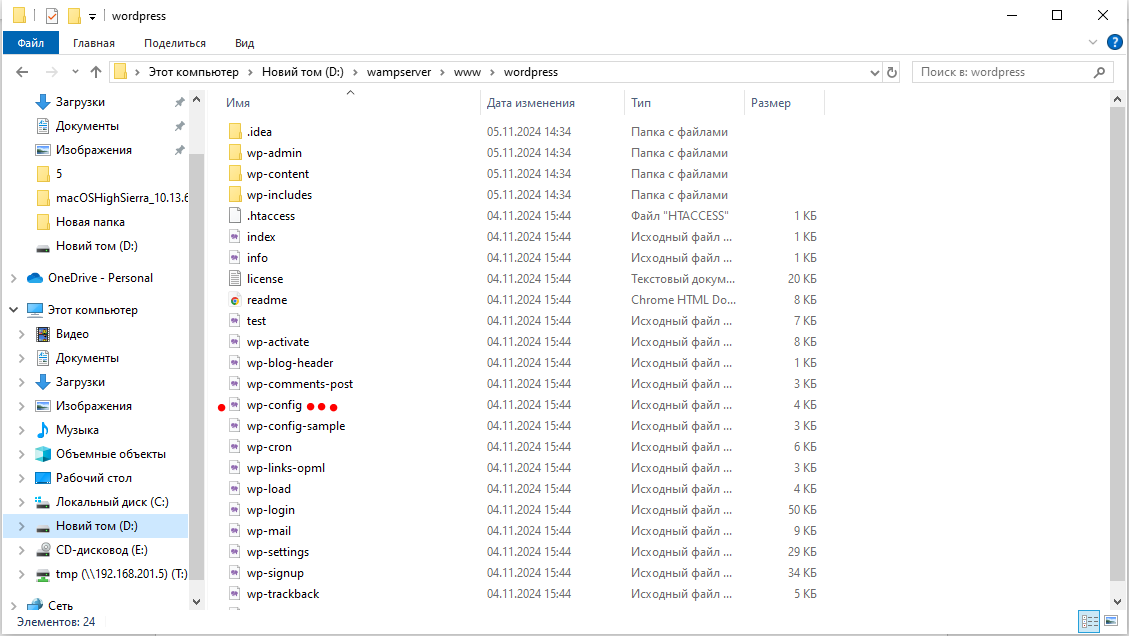 wordpress
Файл Главная Поделиться Вид
Этот компьютер Новий том (D:) wampserver www wordpress Поиск в: wordpress
Загрузки
Документы
Изображения
5
macOSHighSierra_10.13.6
Новая папка
Новий том (D:)
OneDrive - Personal
Этот компьютер
Видео
Документы
Загрузки
Изображения
Музыка
Объемные объекты
Рабочий стол
Локальный диск (C:)
Новий том (D:)
CD-дисковод (E:)
tmp (\\192.168.201.5) (T:)
Сеть
Имя Дата изменения Тип Размер
.idea 05.11.2024 14:34 Папка с файлами
wp-admin 05.11.2024 14:34 Папка с файлами
wp-content 05.11.2024 14:34 Папка с файлами
wp-includes 05.11.2024 14:34 Папка с файлами
.htaccess 04.11.2024 15:44 Файл "HTACCESS" 1 КБ
index 04.11.2024 15:44 Исходный файл ... 1 КБ
info 04.11.2024 15:44 Исходный файл ... 1 КБ
license 04.11.2024 15:44 Текстовый докум... 20 КБ
readme 04.11.2024 15:44 Chrome HTML Do... 8 КБ
test 04.11.2024 15:44 Исходный файл ... 7 КБ
wp-activate 04.11.2024 15:44 Исходный файл ... 8 КБ
wp-blog-header 04.11.2024 15:44 Исходный файл ... 1 КБ
wp-comments-post 04.11.2024 15:44 Исходный файл ... 3 КБ
wp-config 04.11.2024 15:44 Исходный файл ... 4 КБ
wp-config-sample 04.11.2024 15:44 Исходный файл ... 3 КБ
wp-cron 04.11.2024 15:44 Исходный файл ... 6 КБ
wp-links-opml 04.11.2024 15:44 Исходный файл ... 3 КБ
wp-load 04.11.2024 15:44 Исходный файл ... 4 КБ
wp-login 04.11.2024 15:44 Исходный файл ... 50 КБ
wp-mail 04.11.2024 15:44 Исходный файл ... 9 КБ
wp-settings 04.11.2024 15:44 Исходный файл ... 29 КБ
wp-signup 04.11.2024 15:44 Исходный файл ... 34 КБ
wp-trackback 04.11.2024 15:44 Исходный файл ... 5 КБ
Элементов: 24